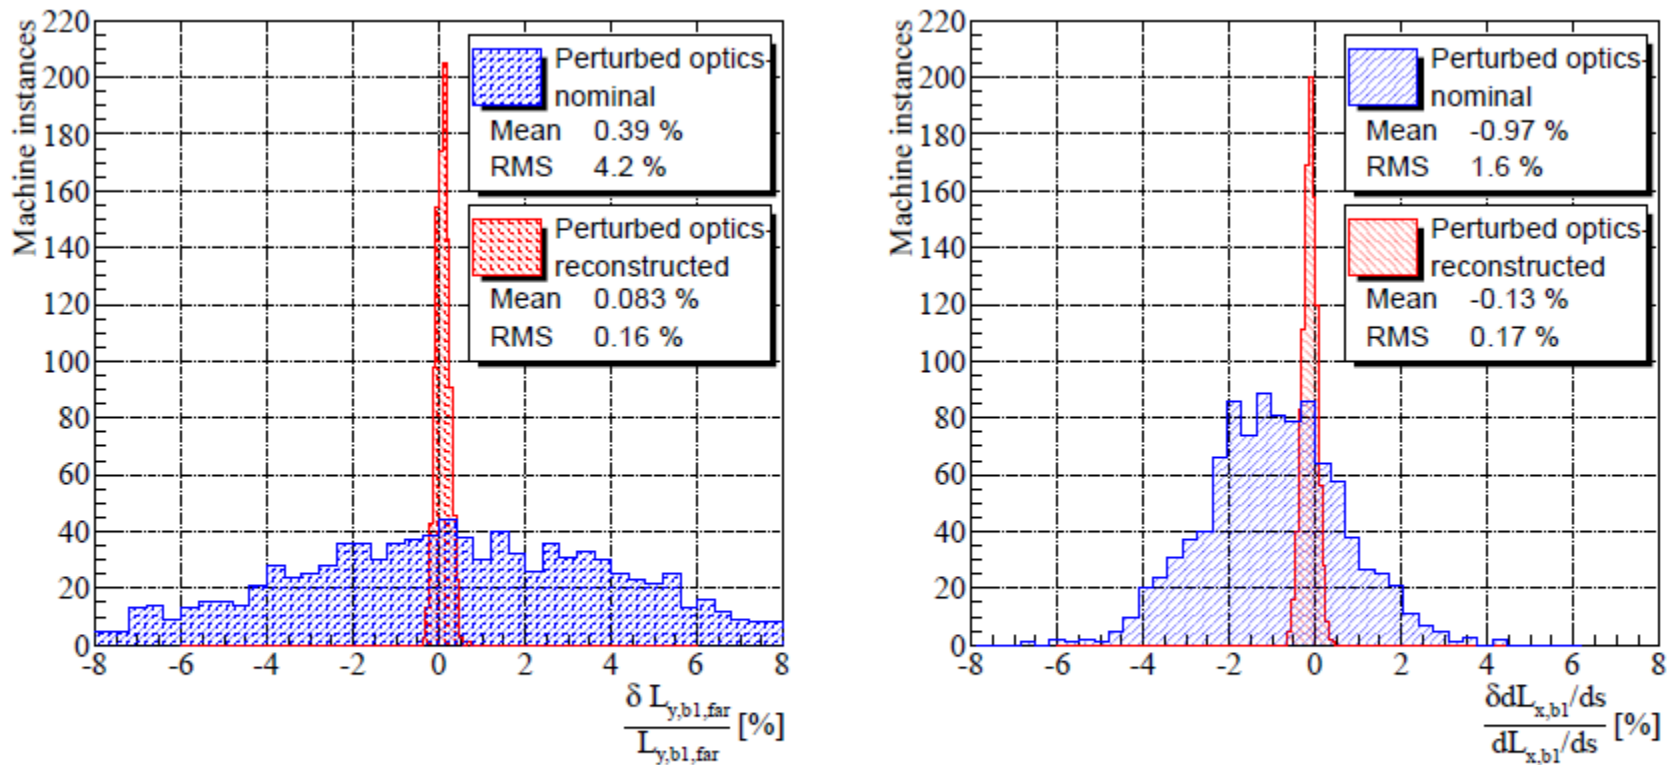 Machine instances
220
200
180
160
140
120
100
80
60
40
20
0
-8 -6 -4 -2 0 2 4 6 8
Perturbed optics-
nominal
Mean 0.39 %
RMS 4.2 %
Perturbed optics-
reconstructed
Mean 0.083 %
RMS 0.16 %
δ L_y,b1,far
L_y,b1,far [%]
Machine instances
220
200
180
160
140
120
100
80
60
40
20
0
-8 -6 -4 -2 0 2 4 6 8
Perturbed optics-
nominal
Mean -0.97 %
RMS 1.6 %
Perturbed optics-
reconstructed
Mean -0.13 %
RMS 0.17 %
δdL_x,b1/ds
dL_x,b1/ds [%]